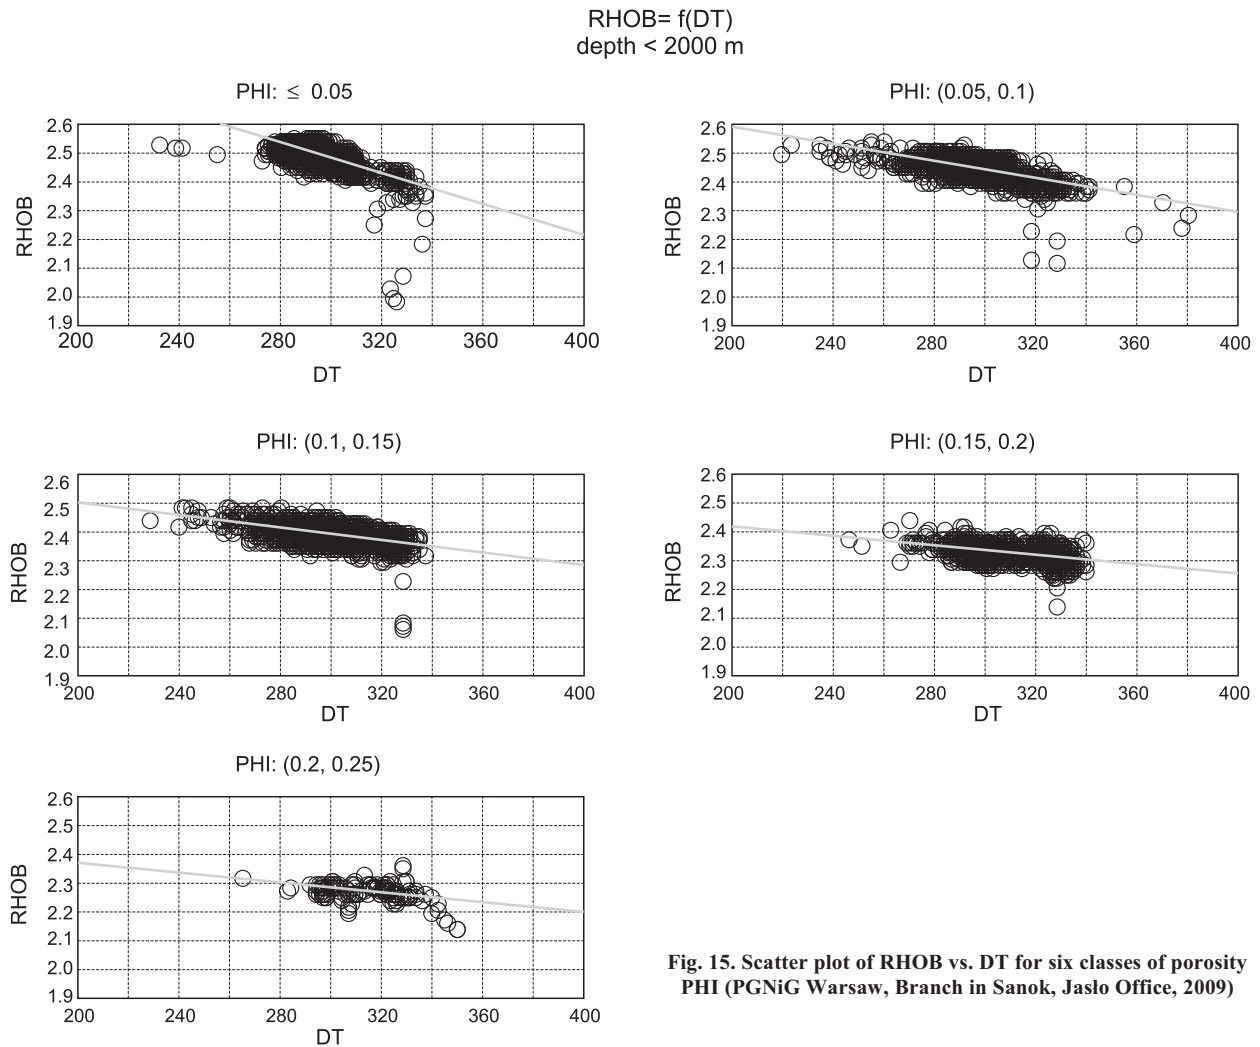 RHOB= f(DT)
depth < 2000 m
PHI: ≤ 0.05
2.6
2.5
2.4
2.3
2.2
2.1
2.0
1.9
RHOB
200 240 280 320 360 400
DT
PHI: (0.05, 0.1)
2.6
2.5
2.4
2.3
2.2
2.1
2.0
1.9
RHOB
200 240 280 320 360 400
DT
PHI: (0.1, 0.15)
2.6
2.5
2.4
2.3
2.2
2.1
2.0
1.9
RHOB
200 240 280 320 360 400
DT
PHI: (0.15, 0.2)
2.6
2.5
2.4
2.3
2.2
2.1
2.0
1.9
RHOB
200 240 280 320 360 400
DT
PHI: (0.2, 0.25)
2.6
2.5
2.4
2.3
2.2
2.1
2.0
1.9
RHOB
200 240 280 320 360 400
DT
Fig. 15. Scatter plot of RHOB vs. DT for six classes of porosity
PHI (PGNiG Warsaw, Branch in Sanok, Jasło Office, 2009)